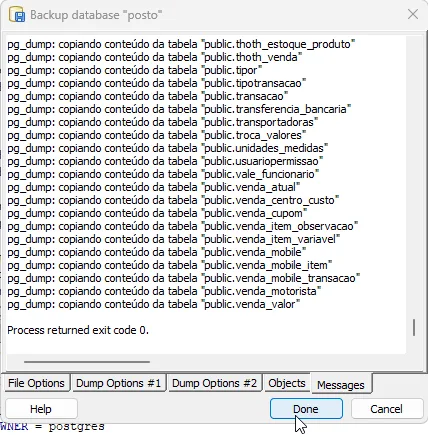 Backup database "posto"
pg_dump: copiando conteúdo da tabela "public.thoth_estoque_produto"
pg_dump: copiando conteúdo da tabela "public.thoth_venda"
pg_dump: copiando conteúdo da tabela "public.tipor"
pg_dump: copiando conteúdo da tabela "public.tipotransacao"
pg_dump: copiando conteúdo da tabela "public.transacao"
pg_dump: copiando conteúdo da tabela "public.transferencia_bancaria"
pg_dump: copiando conteúdo da tabela "public.transportadoras"
pg_dump: copiando conteúdo da tabela "public.troca_valores"
pg_dump: copiando conteúdo da tabela "public.unidades_medidas"
pg_dump: copiando conteúdo da tabela "public.usuariopermissao"
pg_dump: copiando conteúdo da tabela "public.vale_funcionario"
pg_dump: copiando conteúdo da tabela "public.venda_atual"
pg_dump: copiando conteúdo da tabela "public.venda_centro_custo"
pg_dump: copiando conteúdo da tabela "public.venda_cupom"
pg_dump: copiando conteúdo da tabela "public.venda_item_observacao"
pg_dump: copiando conteúdo da tabela "public.venda_item_variavel"
pg_dump: copiando conteúdo da tabela "public.venda_mobile"
pg_dump: copiando conteúdo da tabela "public.venda_mobile_item"
pg_dump: copiando conteúdo da tabela "public.venda_mobile_transacao"
pg_dump: copiando conteúdo da tabela "public.venda_motorista"
pg_dump: copiando conteúdo da tabela "public.venda_valor"
Process returned exit code 0.
File Options Dump Options #1 Dump Options #2 Objects Messages
Help Done Cancel
WNER = postgres